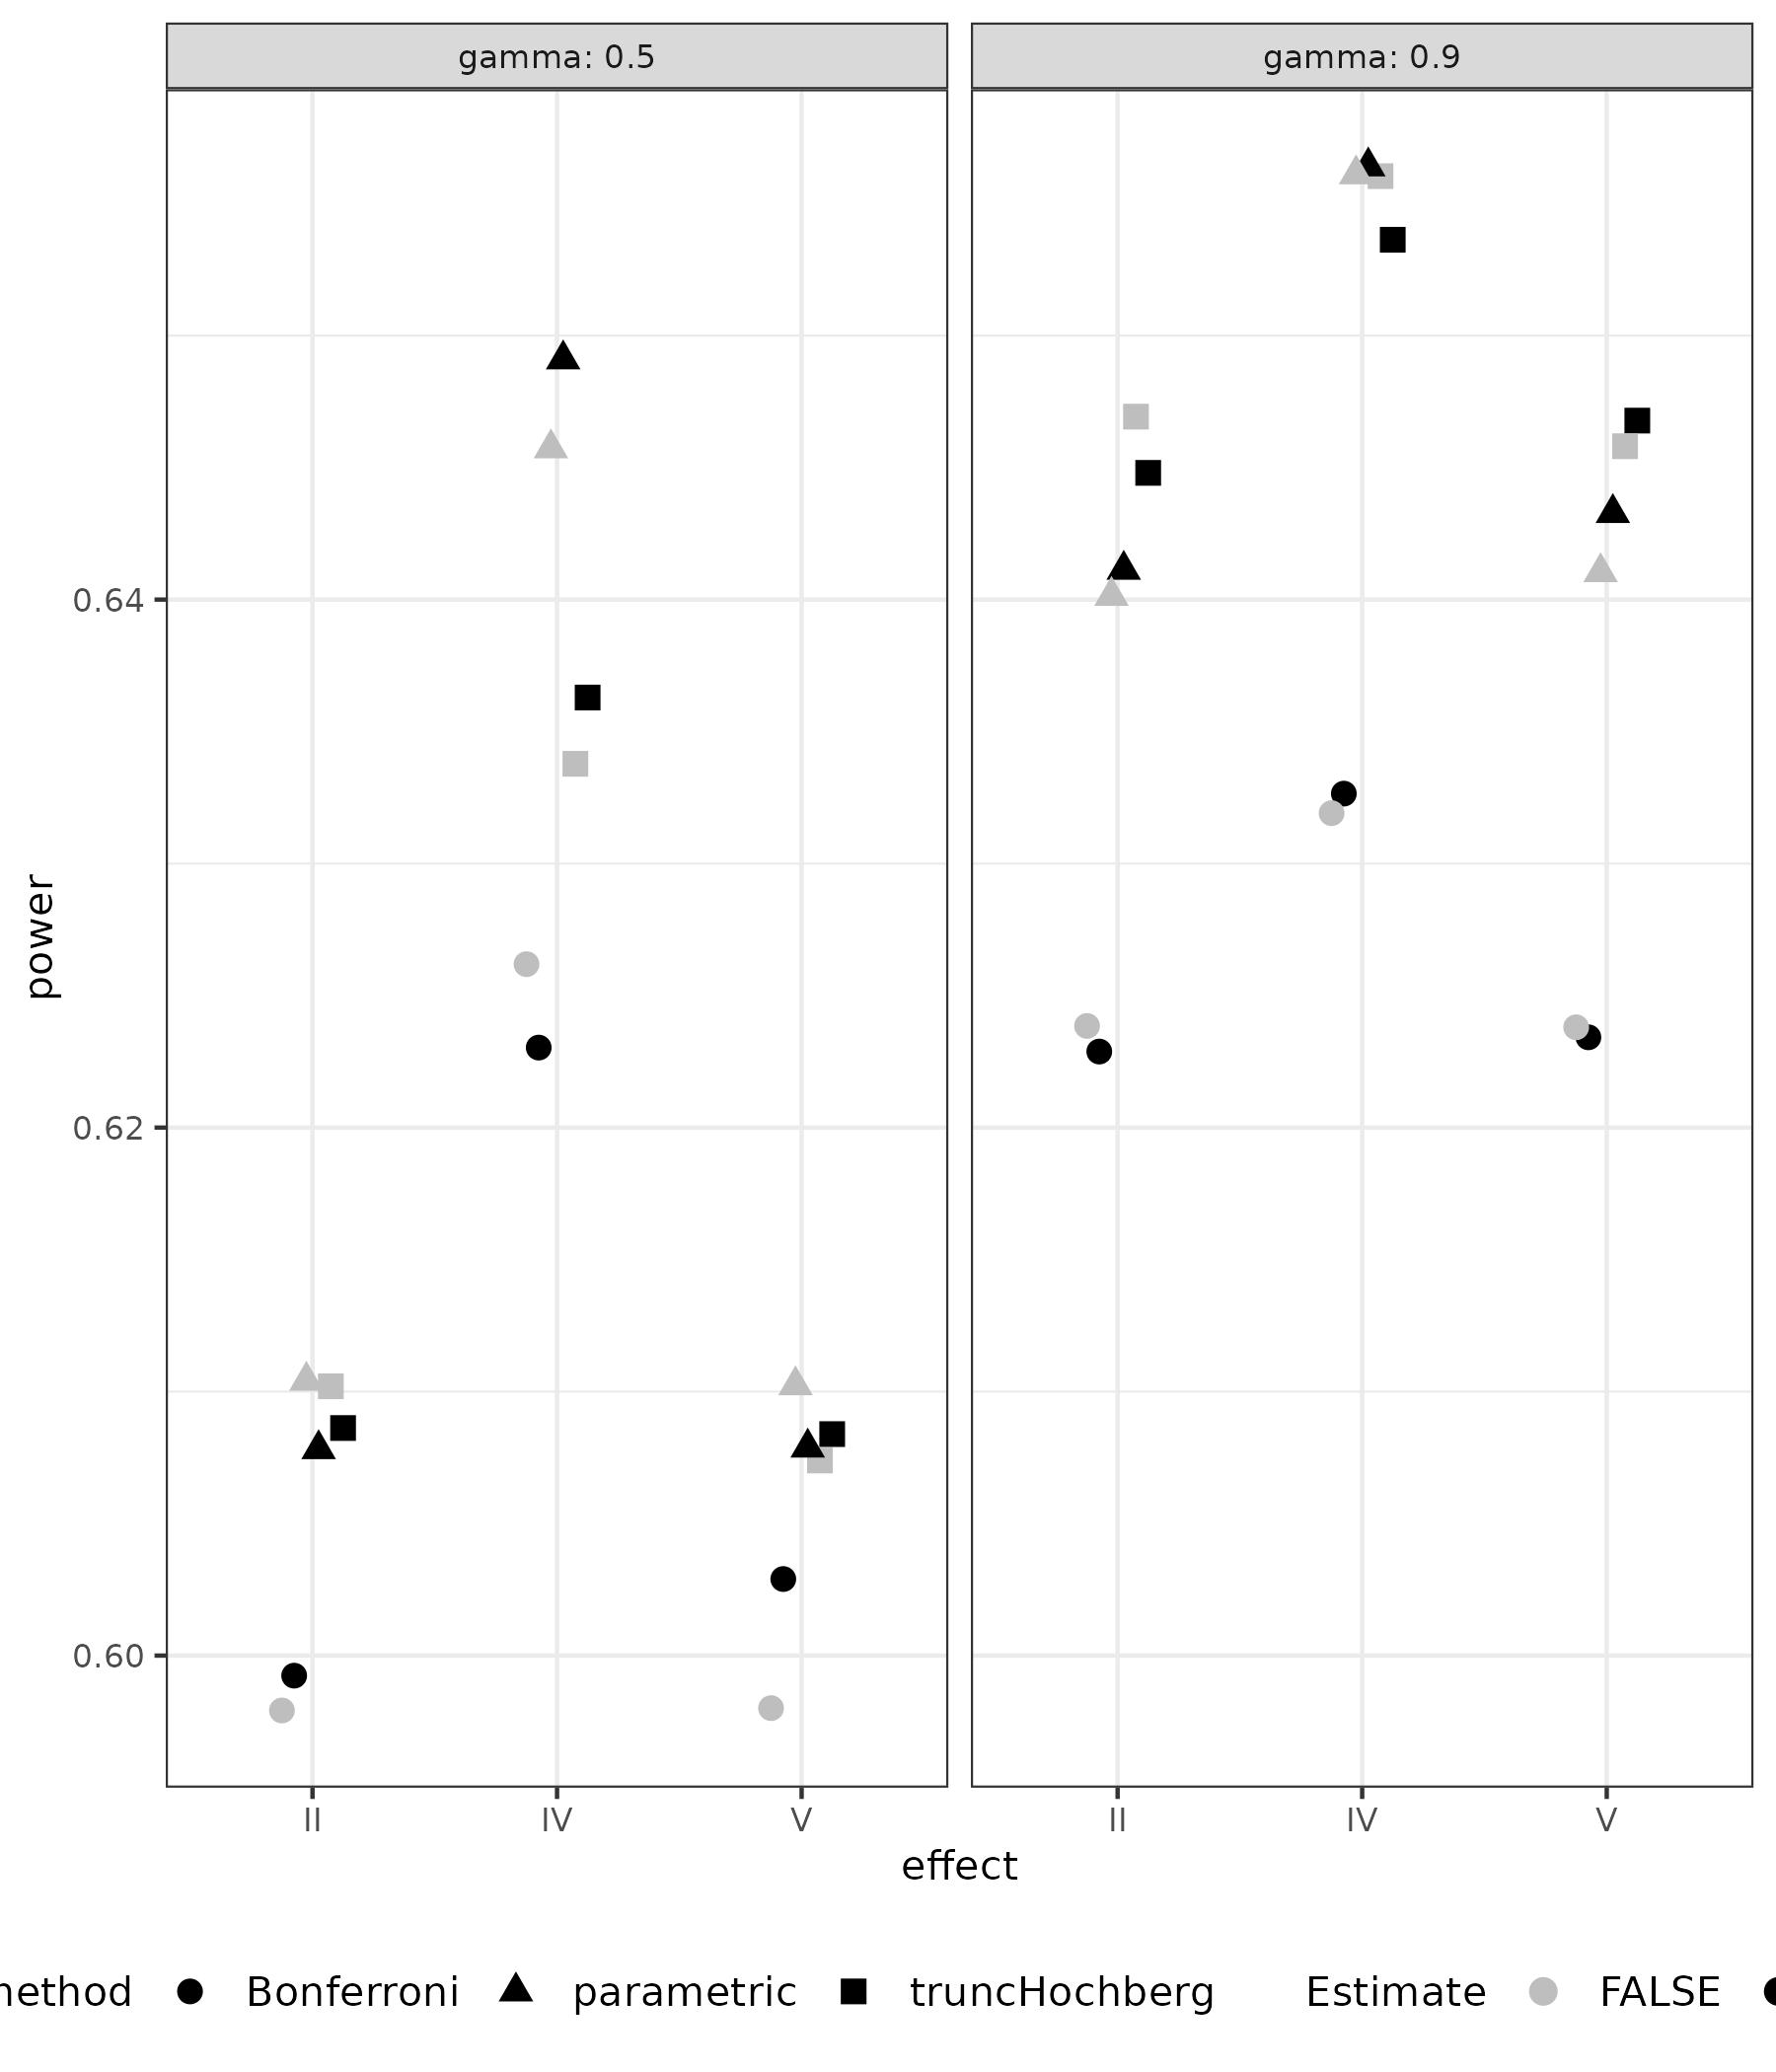 gamma: 0.5
gamma: 0.9
0.64
0.62
0.60
power
II IV V
II IV V
effect
method Bonferroni parametric truncHochberg Estimate FALSE